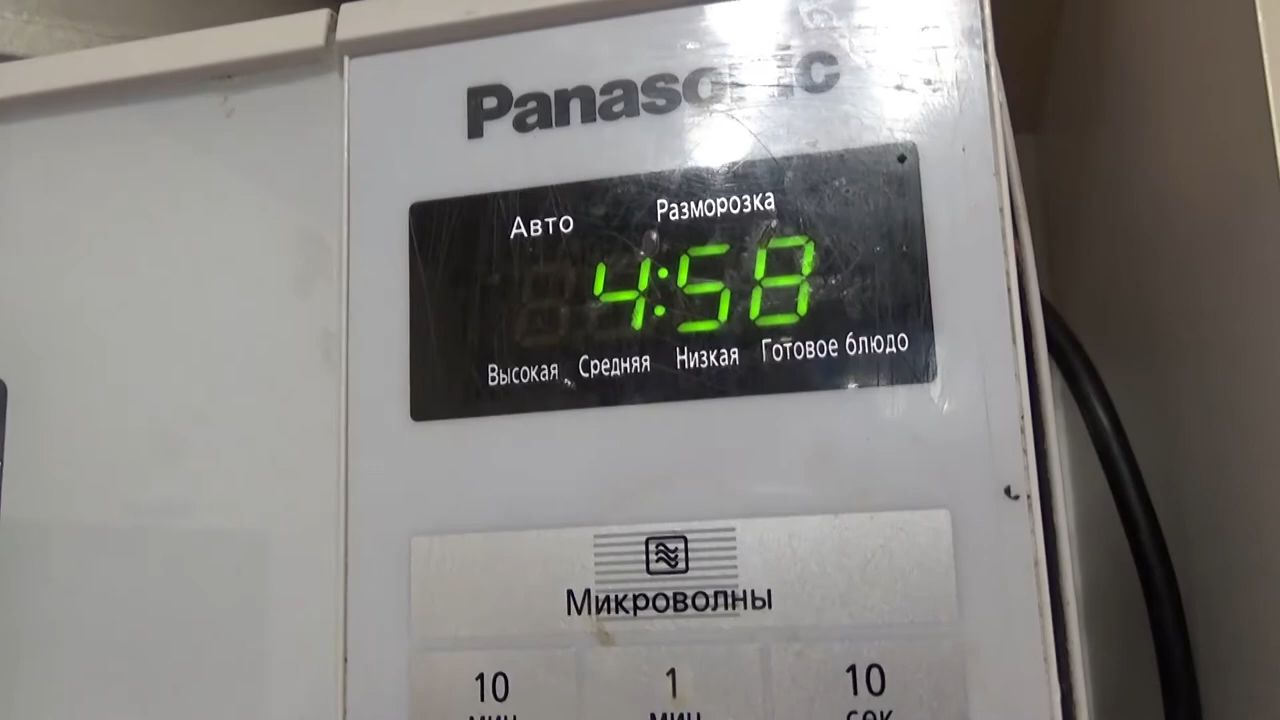 Panasonic
Авто Разморозка
4:58
Высокая Средняя Низкая Готовое блюдо
Микроволны
10 1 10
мин мин сек